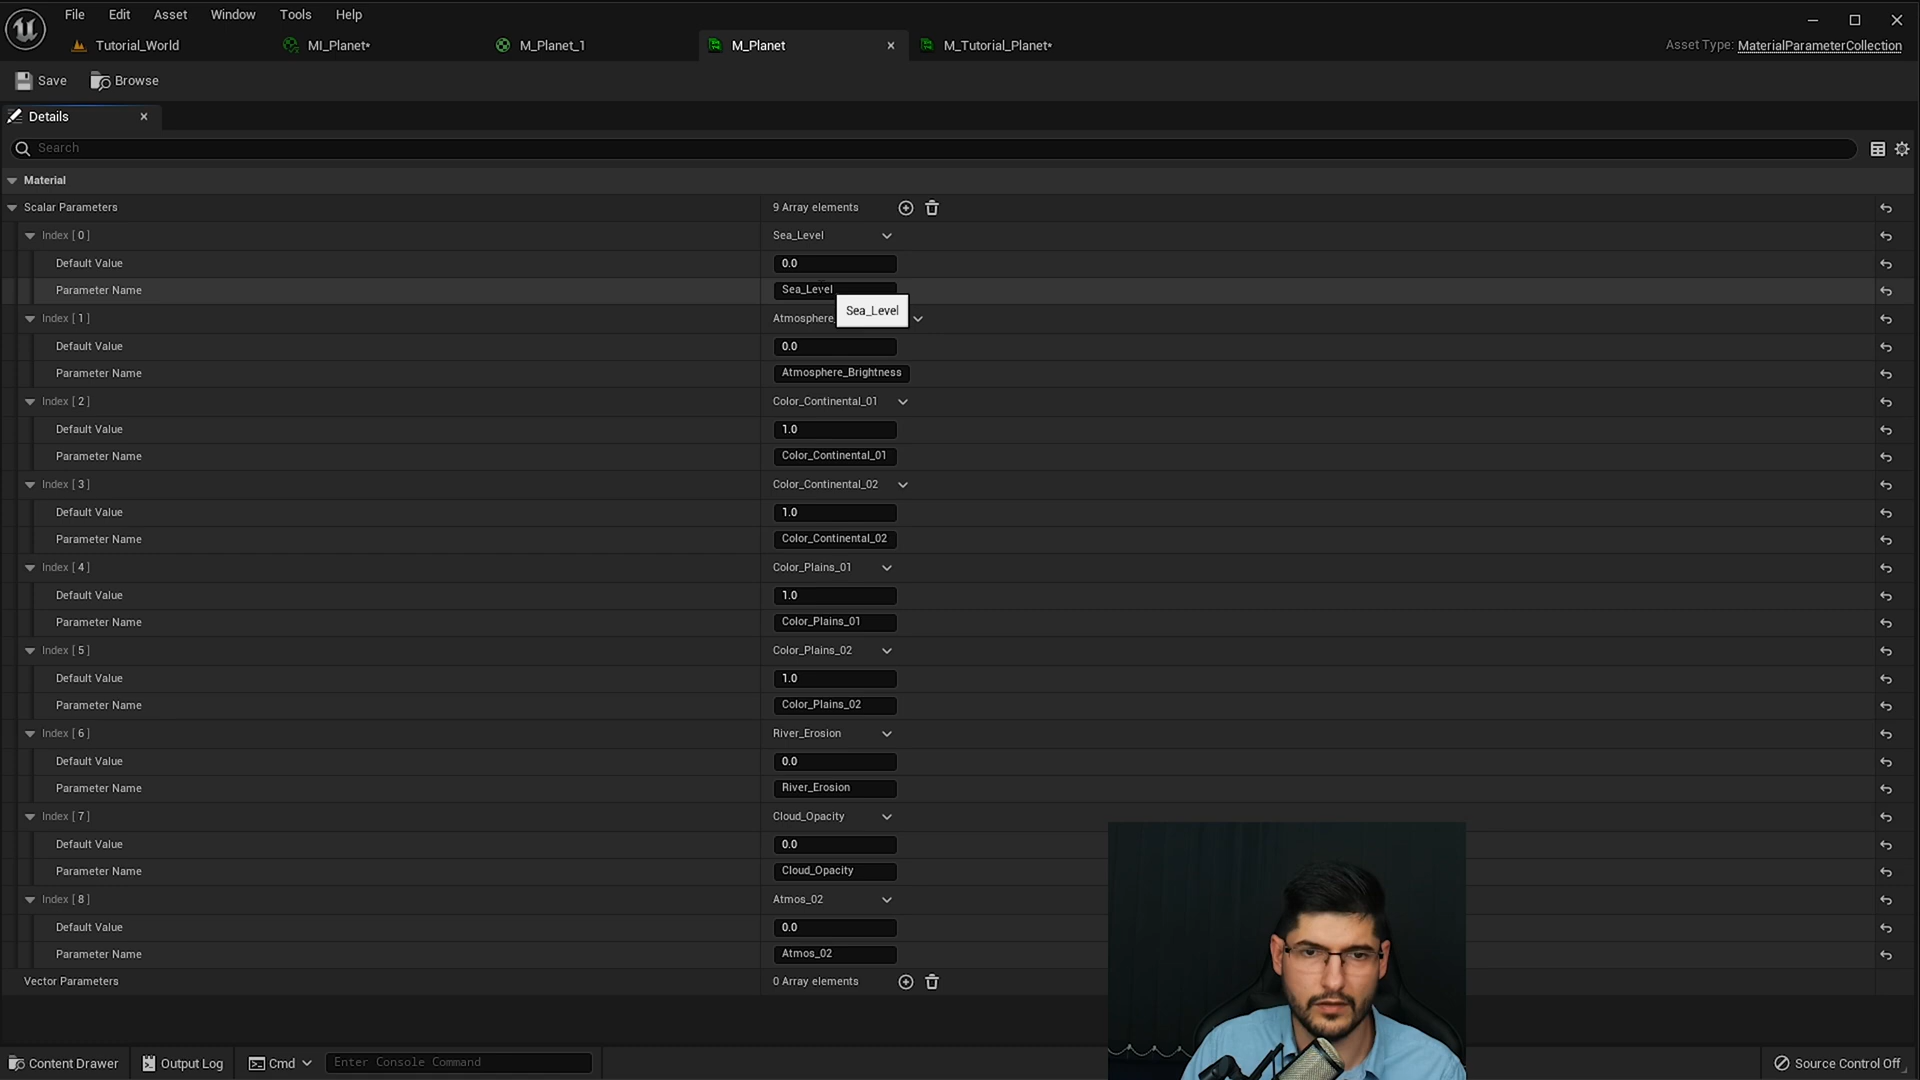 File Edit Asset Window Tools Help
Tutorial_World MI_Planet* M_Planet_1 M_Planet M_Tutorial_Planet* Asset Type: MaterialParameterCollection
Save Browse
Details
Search
Material
Scalar Parameters 9 Array elements
Index [ 0 ] Sea_Level
Default Value 0.0
Parameter Name Sea_Level
Sea_Level
Index [ 1 ] Atmosphere_
Default Value 0.0
Parameter Name Atmosphere_Brightness
Index [ 2 ] Color_Continental_01
Default Value 1.0
Parameter Name Color_Continental_01
Index [ 3 ] Color_Continental_02
Default Value 1.0
Parameter Name Color_Continental_02
Index [ 4 ] Color_Plains_01
Default Value 1.0
Parameter Name Color_Plains_01
Index [ 5 ] Color_Plains_02
Default Value 1.0
Parameter Name Color_Plains_02
Index [ 6 ] River_Erosion
Default Value 0.0
Parameter Name River_Erosion
Index [ 7 ] Cloud_Opacity
Default Value 0.0
Parameter Name Cloud_Opacity
Index [ 8 ] Atmos_02
Default Value 0.0
Parameter Name Atmos_02
Vector Parameters 0 Array elements
Content Drawer Output Log Cmd Enter Console Command Source Control Off